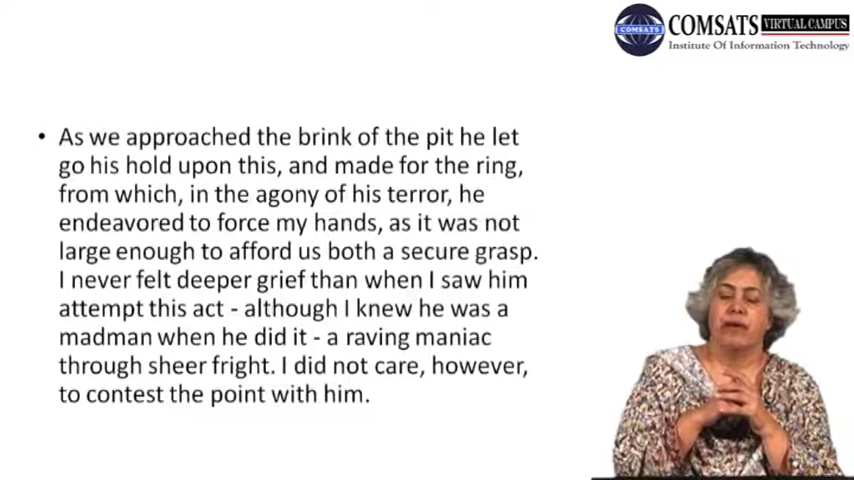 COMSATS
COMSATS VIRTUAL CAMPUS
Institute Of Information Technology
• As we approached the brink of the pit he let
go his hold upon this, and made for the ring,
from which, in the agony of his terror, he
endeavored to force my hands, as it was not
large enough to afford us both a secure grasp.
I never felt deeper grief than when I saw him
attempt this act - although I knew he was a
madman when he did it - a raving maniac
through sheer fright. I did not care, however,
to contest the point with him.